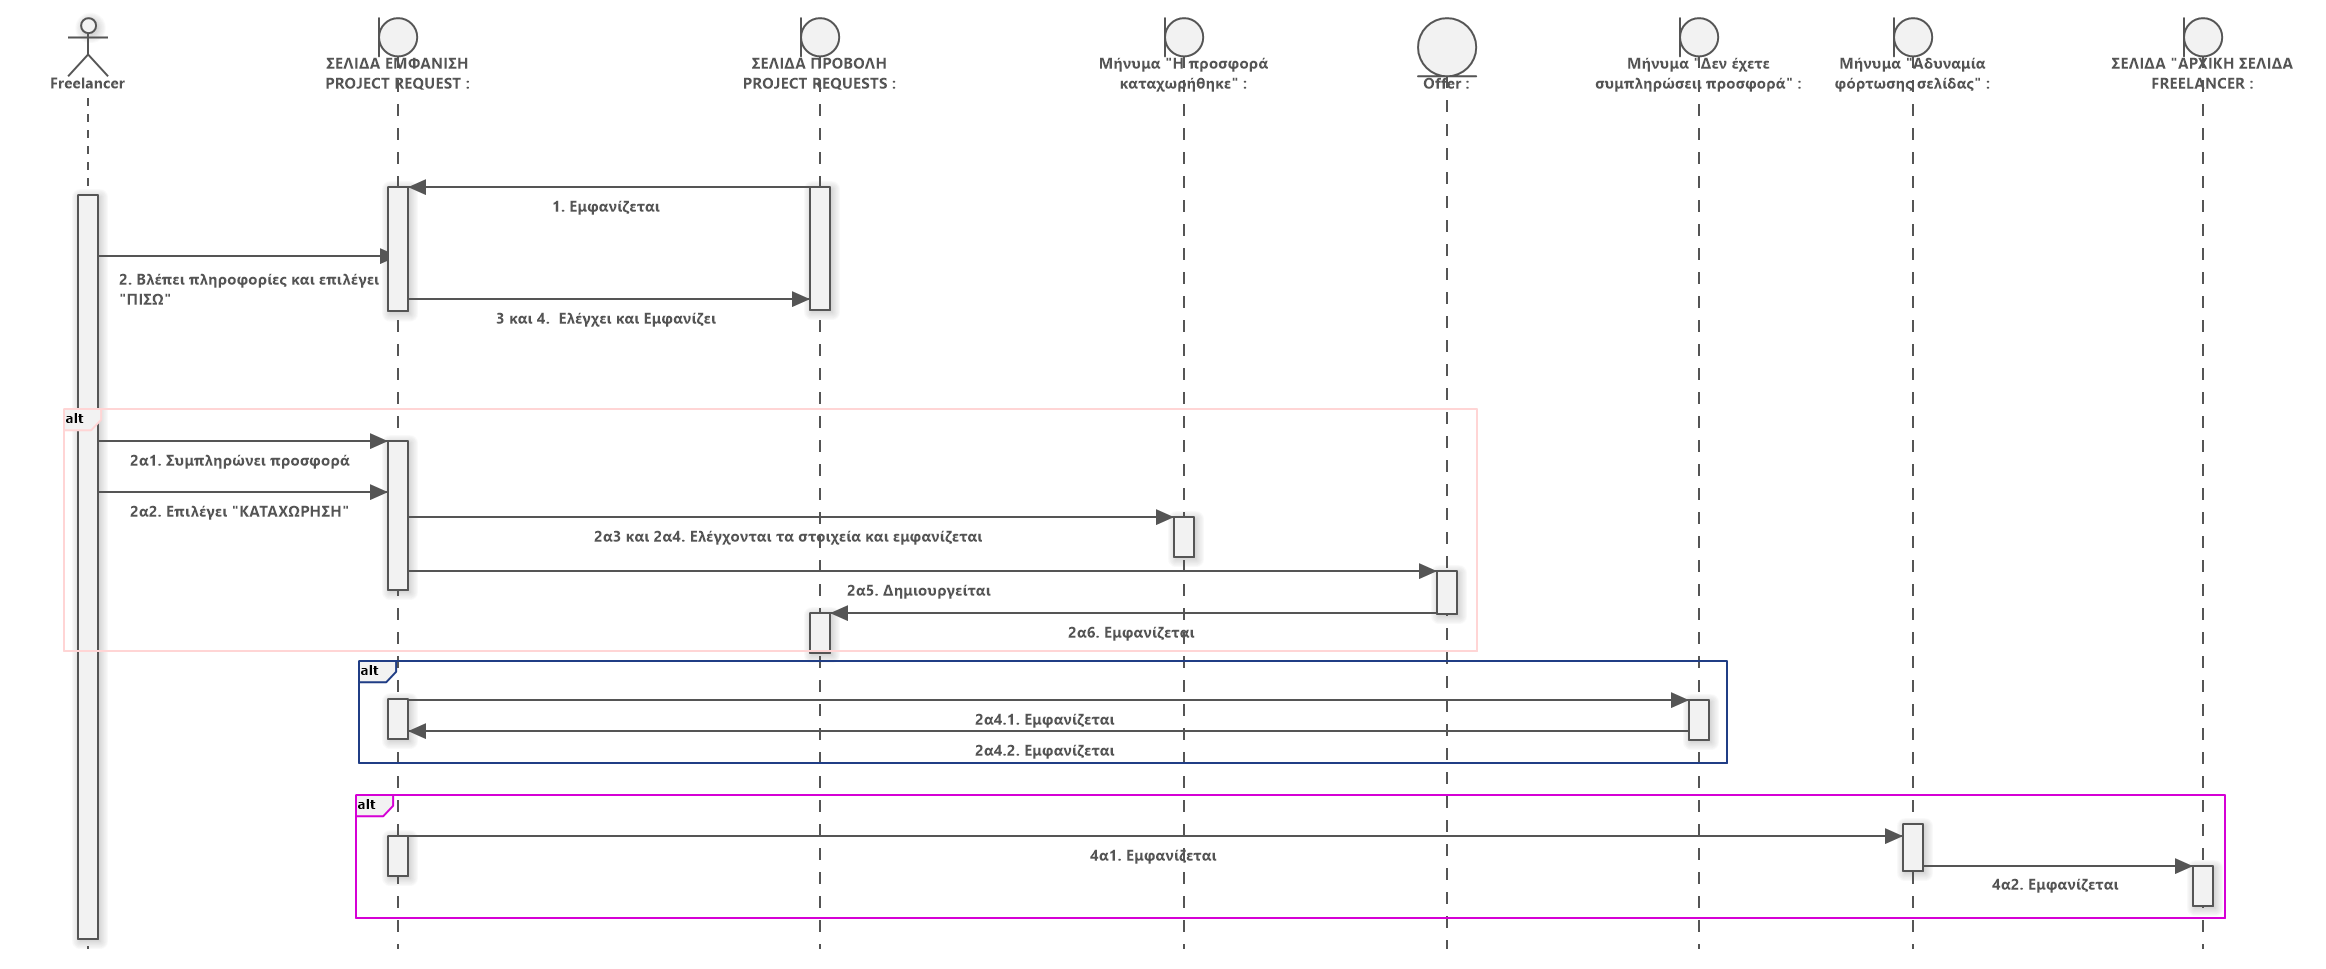 Freelancer
ΣΕΛΙΔΑ ΕΜΦΑΝΙΣΗ
PROJECT REQUEST :
ΣΕΛΙΔΑ ΠΡΟΒΟΛΗ
PROJECT REQUESTS :
Μήνυμα "Η προσφορά
καταχωρήθηκε" :
Offer :
Μήνυμα "Δεν έχετε
συμπληρώσει προσφορά" :
Μήνυμα "Αδυναμία
φόρτωσης σελίδας" :
ΣΕΛΙΔΑ "ΑΡΧΙΚΗ ΣΕΛΙΔΑ
FREELANCER :
1. Εμφανίζεται
2. Βλέπει πληροφορίες και επιλέγει
"ΠΙΣΩ"
3 και 4. Ελέγχει και Εμφανίζει
alt
2α1. Συμπληρώνει προσφορά
2α2. Επιλέγει "ΚΑΤΑΧΩΡΗΣΗ"
2α3 και 2α4. Ελέγχονται τα στοιχεία και εμφανίζεται
2α5. Δημιουργείται
2α6. Εμφανίζεται
alt
2α4.1. Εμφανίζεται
2α4.2. Εμφανίζεται
alt
4α1. Εμφανίζεται
4α2. Εμφανίζεται